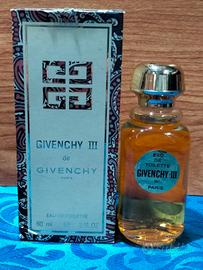 GIVENCHY III
de
GIVENCHY
PARIS
EAU DE TOILETTE
EAU
DE
TOILETTE
GIVENCHY III
PARIS